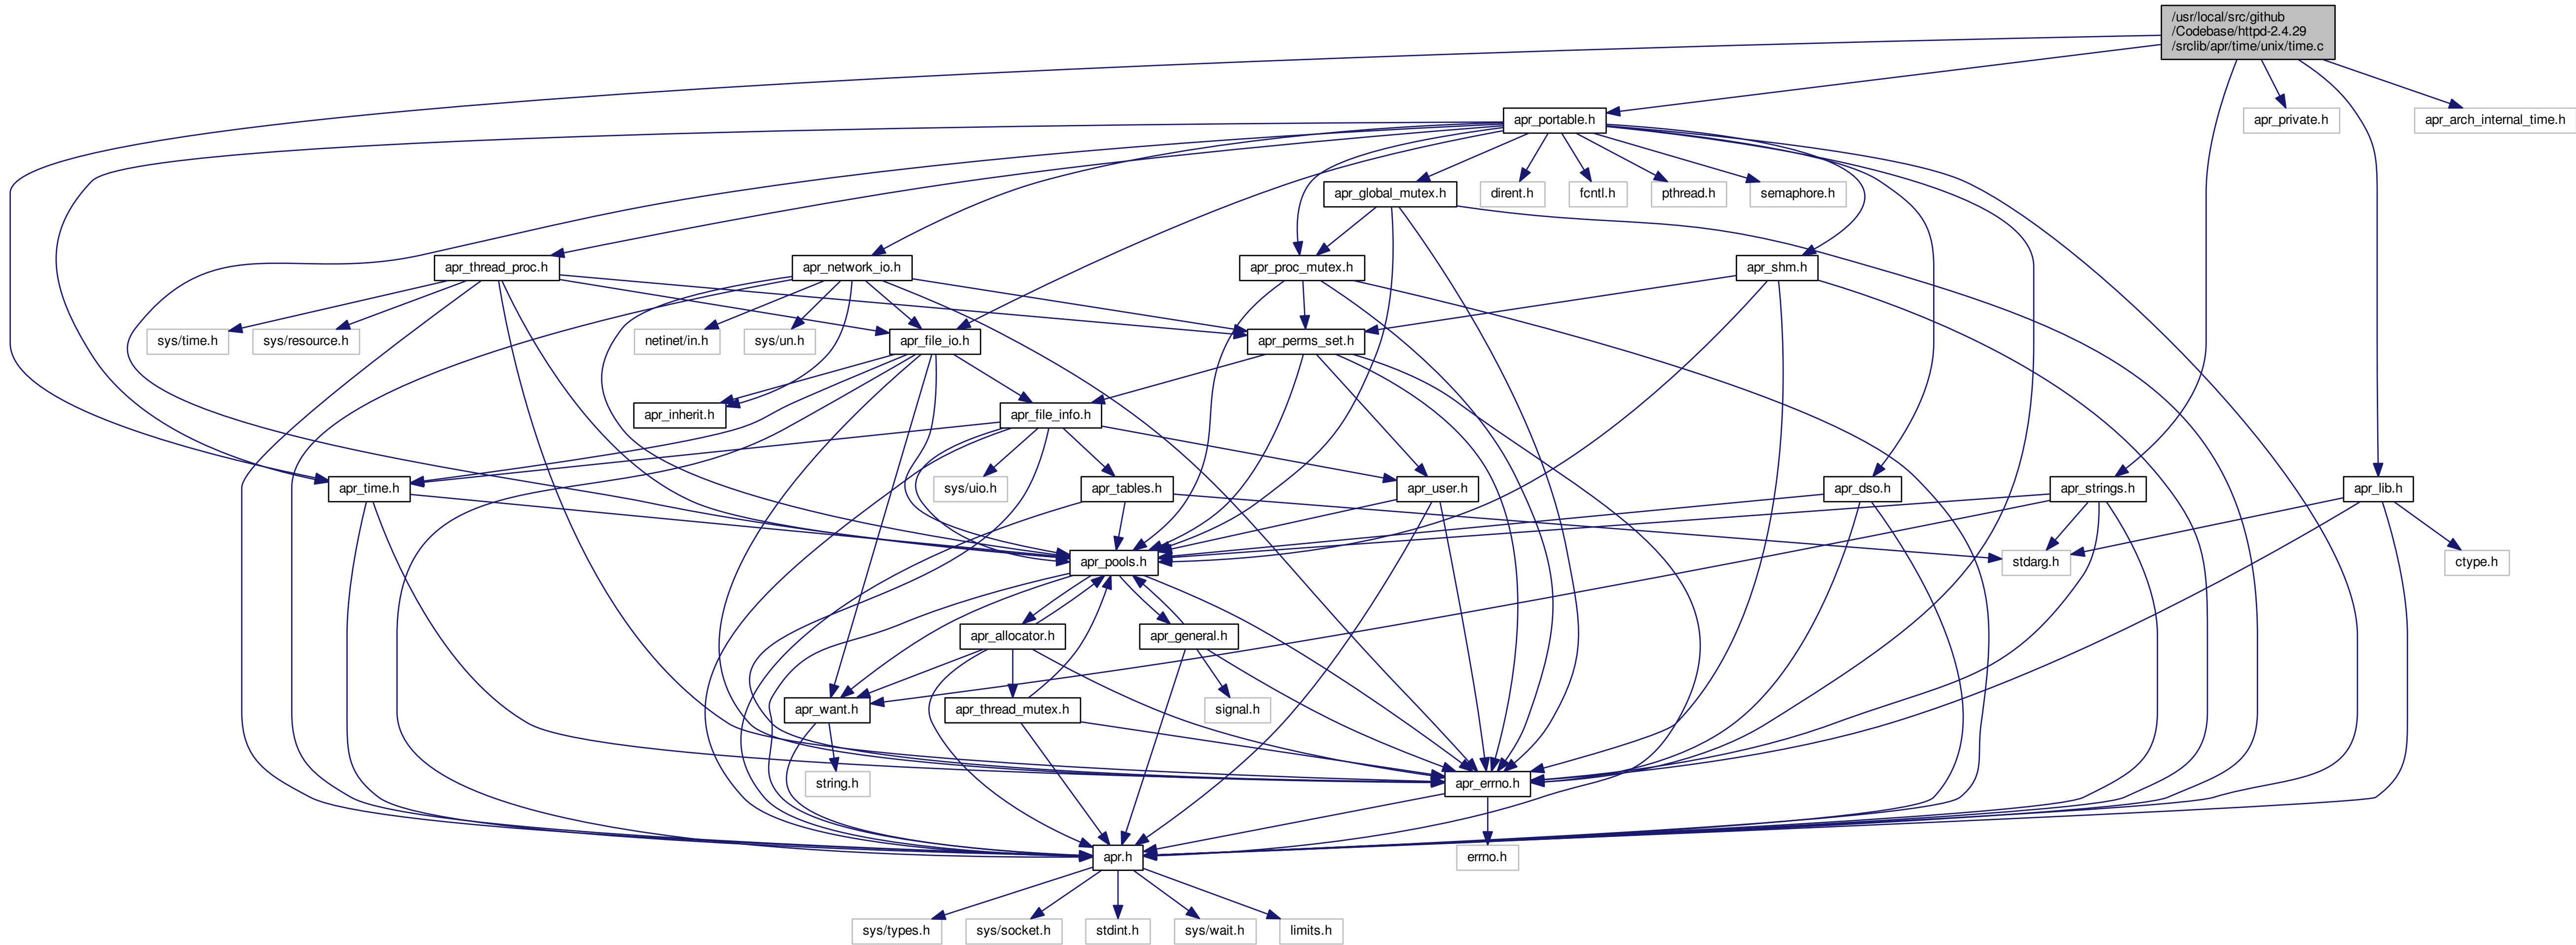 /usr/local/src/github
/Codebase/httpd-2.4.29
/srclib/apr/time/unix/time.c
apr_portable.h
apr_private.h
apr_arch_internal_time.h
apr_global_mutex.h
dirent.h
fcntl.h
pthread.h
semaphore.h
apr_thread_proc.h
apr_network_io.h
apr_proc_mutex.h
apr_shm.h
sys/time.h
sys/resource.h
netinet/in.h
sys/un.h
apr_file_io.h
apr_perms_set.h
apr_inherit.h
apr_file_info.h
apr_time.h
sys/uio.h
apr_tables.h
apr_user.h
apr_dso.h
apr_strings.h
apr_lib.h
apr_pools.h
stdarg.h
ctype.h
apr_allocator.h
apr_general.h
apr_want.h
apr_thread_mutex.h
signal.h
string.h
apr_errno.h
apr.h
errno.h
sys/types.h
sys/socket.h
stdint.h
sys/wait.h
limits.h